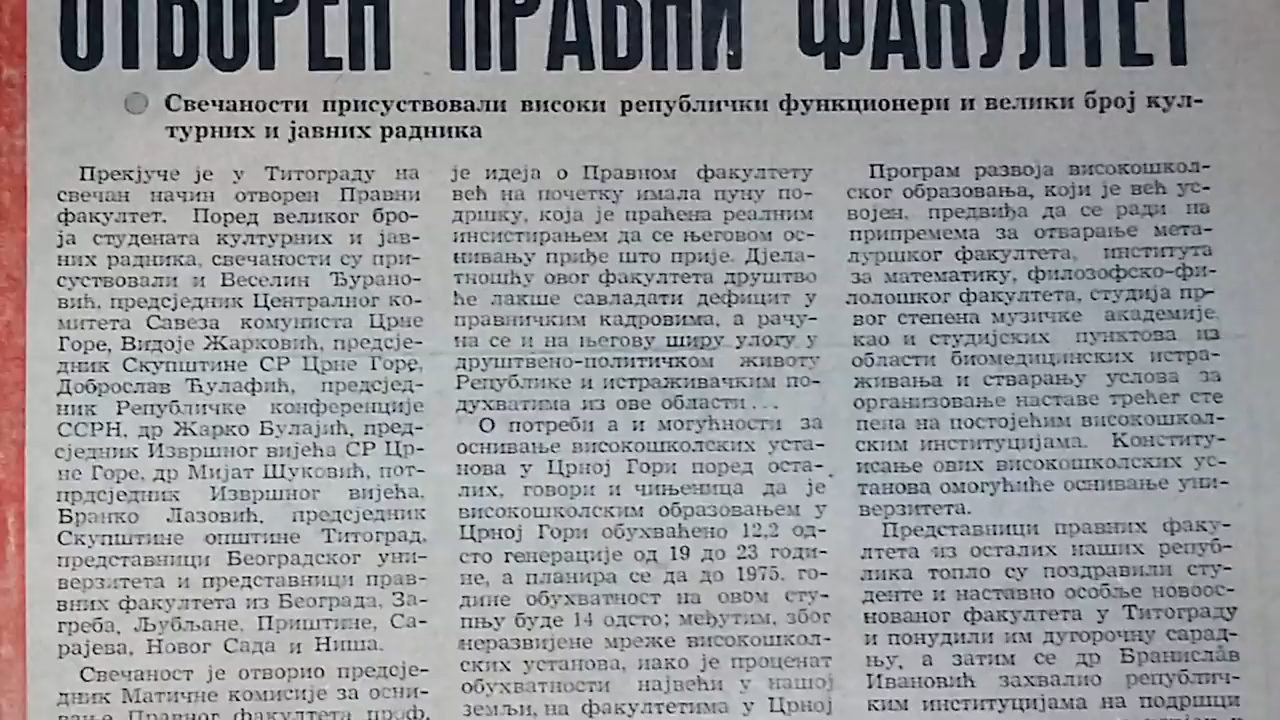 ОТВОРЕН ПРАВНИ ФАКУЛТЕТ
Свечаности присуствовали високи републички функционери и велики број кул-
турних и јавних радника
Прекјуче је у Титограду на
свечан начин отворен Правни
факултет. Поред великог бро-
ја студената културних и јав-
них радника, свечаности су при-
суствовали и Веселин Ђурано-
вић, предсједник Централног ко-
митета Савеза комуниста Црне
Горе, Видоје Жарковић, предсје-
дник Скупштине СР Црне Горе,
Доброслав Ћулафић, предсјед-
ник Републичке конференције
ССРН, др Жарко Булајић, пред-
сједник Извршног вијећа СР Цр-
не Горе, др Мијат Шуковић, пот-
прдсједник Извршног вијећа,
Бранко Лазовић, предсједник
Скупштине општине Титоград,
представници Београдског уни-
верзитета и представници прав-
вних факултета из Београда, За-
греба, Љубљане, Приштине, Са-
рајева, Новог Сада и Ниша.
Свечаност је отворио предсје-
дник Матичне комисије за осни-
вање Правног факултета проф.
је идеја о Правном факултету
већ на почетку имала пуну по-
дршку, која је праћена реалним
инсистирањем да се његовом ос-
нивању приђе што прије. Дјела-
тношћу овог факултета друштво
ће лакше савладати дефицит у
правничким кадровима, а рачу-
на се и на његову ширу улогу у
друштвено-политичком животу
Републике и истраживачким по-
духватима из ове области...
О потреби а и могућности за
оснивање високошколских уста-
нова у Црној Гори поред оста-
лих, говори и чињеница да је
високошколским образовањем у
Црној Гори обухваћено 12,2 од-
сто генерације од 19 до 23 годи-
не, а планира се да до 1975. го-
дине обухватност на овом сту-
пњу буде 14 одсто; међутим, због
неразвијене мреже високошкол-
ских установа, иако је проценат
обухватности највећи у нашој
земљи, на факултетима у Црној
Програм развоја високошкол-
ског образовања, који је већ ус-
војен, предвиђа да се ради на
припремема за отварање мета-
луршког факултета, института
за математику, филозофско-фи-
лолошког факултета, студија пр-
вог степена музичке академије
као и студијских пунктова из
области биомедицинских истра-
живања и стварању услова за
организовање наставе трећег сте
пена на постојећим високошкол-
ским институцијама. Конститу-
исање ових високошколских ус-
танова омогућиће оснивање уни-
верзитета.
Представници правних факу-
лтета из осталих наших репуб-
лика топло су поздравили сту-
денте и наставно особље новоос-
нованог факултета у Титограду
и понудили им дугорочну сарад-
њу, а затим се др Бранислав
Ивановић захвалио републич-
ким институцијама на подршци